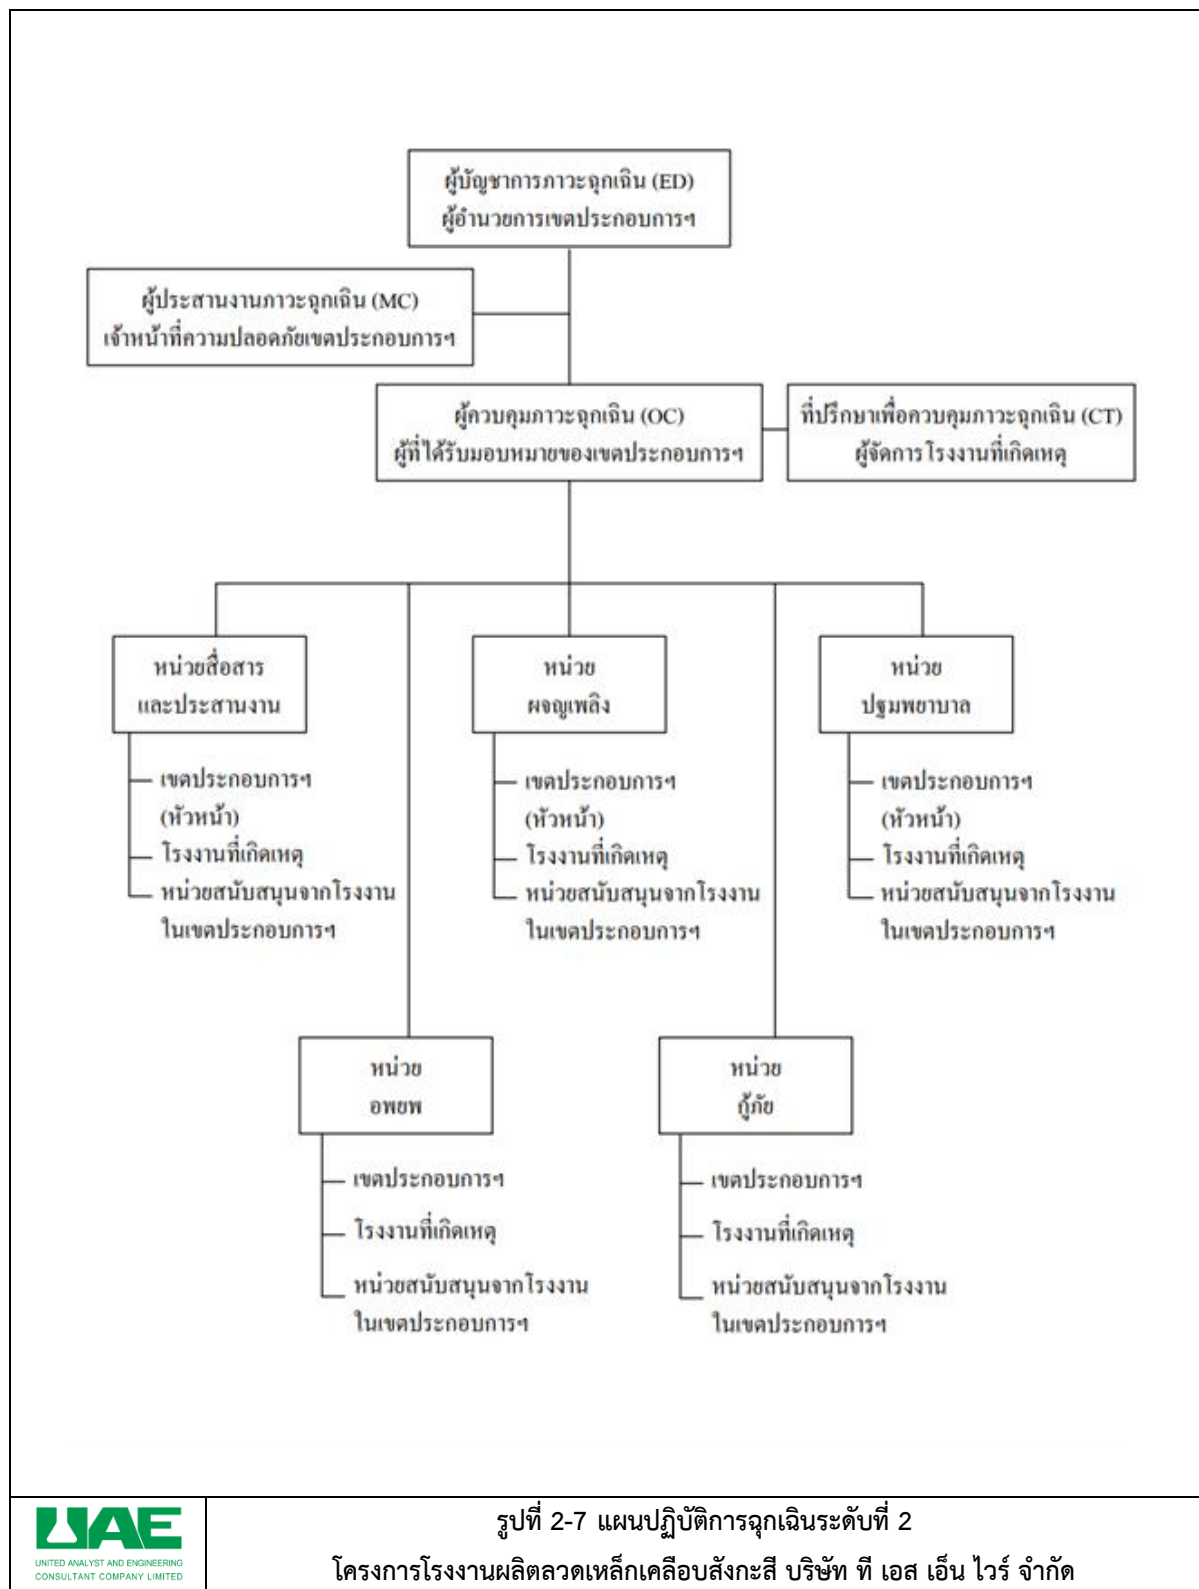 ผู้บัญชาการภาวะฉุกเฉิน (ED)
ผู้อำนวยการเขตประกอบการฯ
ผู้ประสานงานภาวะฉุกเฉิน (MC)
เจ้าหน้าที่ความปลอดภัยเขตประกอบการฯ
ผู้ควบคุมภาวะฉุกเฉิน (OC)
ผู้ที่ได้รับมอบหมายของเขตประกอบการฯ
ที่ปรึกษาเพื่อควบคุมภาวะฉุกเฉิน (CT)
ผู้จัดการโรงงานที่เกิดเหตุ
หน่วยสื่อสาร
และประสานงาน
เขตประกอบการฯ
(หัวหน้า)
โรงงานที่เกิดเหตุ
หน่วยสนับสนุนจากโรงงาน
ในเขตประกอบการฯ
หน่วย
ผจญเพลิง
เขตประกอบการฯ
(หัวหน้า)
โรงงานที่เกิดเหตุ
หน่วยสนับสนุนจากโรงงาน
ในเขตประกอบการฯ
หน่วย
ปฐมพยาบาล
เขตประกอบการฯ
(หัวหน้า)
โรงงานที่เกิดเหตุ
หน่วยสนับสนุนจากโรงงาน
ในเขตประกอบการฯ
หน่วย
อพยพ
เขตประกอบการฯ
โรงงานที่เกิดเหตุ
หน่วยสนับสนุนจากโรงงาน
ในเขตประกอบการฯ
หน่วย
กู้ภัย
เขตประกอบการฯ
โรงงานที่เกิดเหตุ
หน่วยสนับสนุนจากโรงงาน
ในเขตประกอบการฯ
UAE
UNITED ANALYST AND ENGINEERING
CONSULTANT COMPANY LIMITED
รูปที่ 2-7 แผนปฏิบัติการฉุกเฉินระดับที่ 2
โครงการโรงงานผลิตลวดเหล็กเคลือบสังกะสี บริษัท ที เอส เอ็น ไวร์ จำกัด